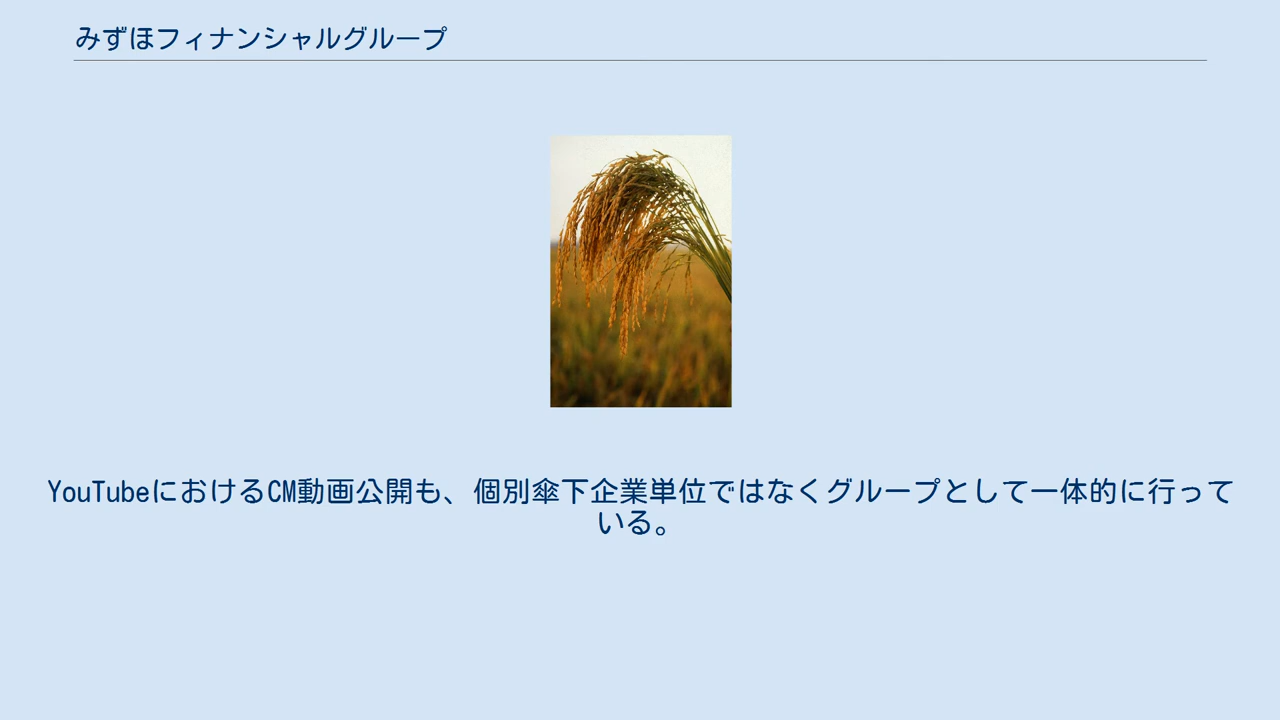 みずほフィナンシャルグループ
YouTubeにおけるCM動画公開も、個別傘下企業単位ではなくグループとして一体的に行って
いる。